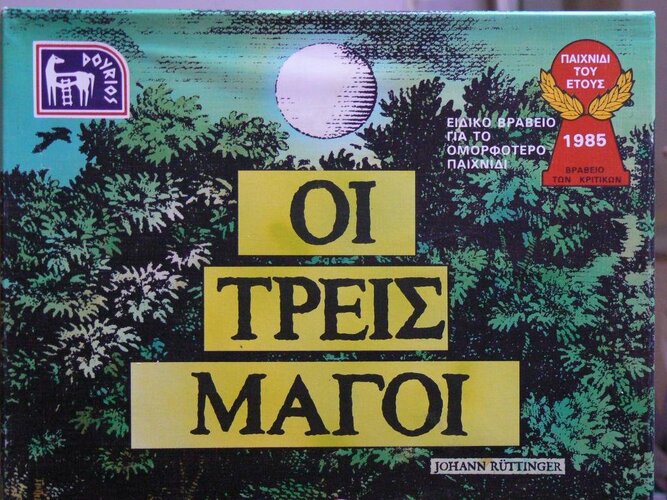 DOYRIOS
ΠΑΙΧΝΙΔΙ
ΤΟΥ
ΕΤΟΥΣ
1985
ΒΡΑΒΕΙΟ
ΤΩΝ ΚΡΙΤΙΚΩΝ
ΕΙΔΙΚΟ ΒΡΑΒΕΙΟ
ΓΙΑ ΤΟ
ΟΜΟΡΦΟΤΕΡΟ
ΠΑΙΧΝΙΔΙ
ΟΙ
ΤΡΕΙΣ
ΜΑΓΟΙ
JOHANN RÜTTINGER